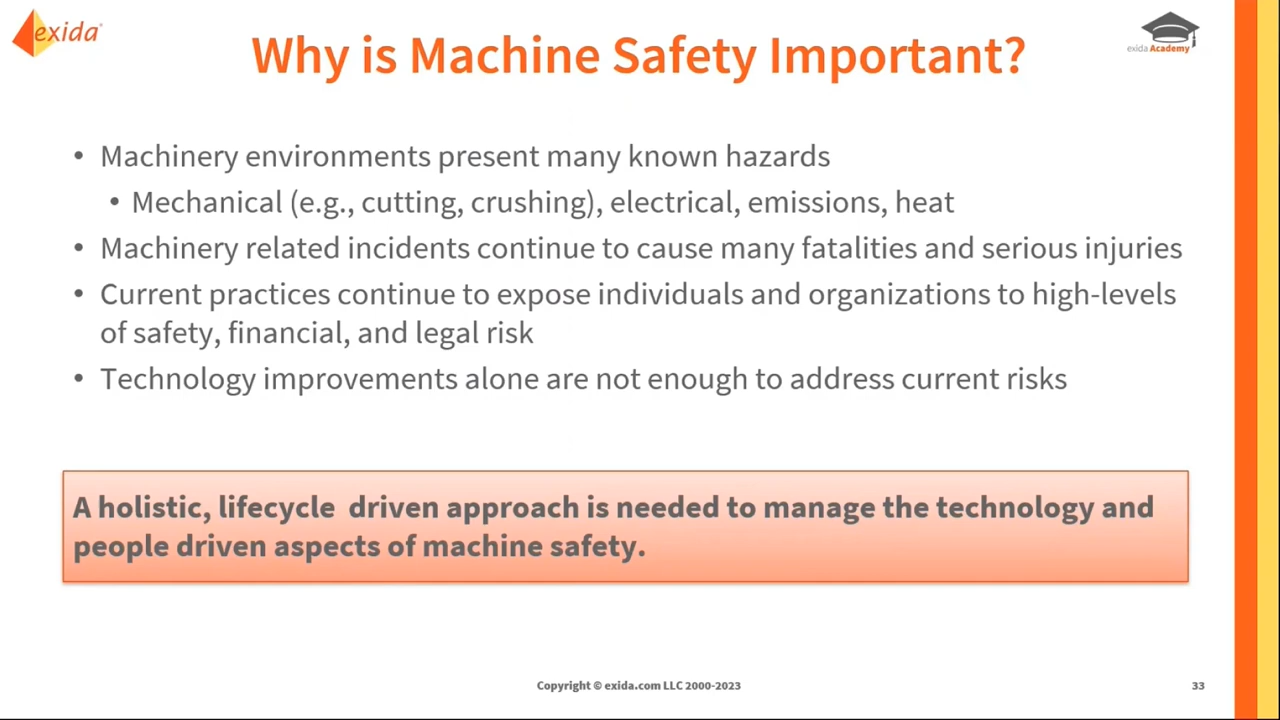 exida
exida Academy
Why is Machine Safety Important?
• Machinery environments present many known hazards
• Mechanical (e.g., cutting, crushing), electrical, emissions, heat
• Machinery related incidents continue to cause many fatalities and serious injuries
• Current practices continue to expose individuals and organizations to high-levels
of safety, financial, and legal risk
• Technology improvements alone are not enough to address current risks
A holistic, lifecycle  driven approach is needed to manage the technology and
people driven aspects of machine safety.
Copyright © exida.com LLC 2000-2023
33